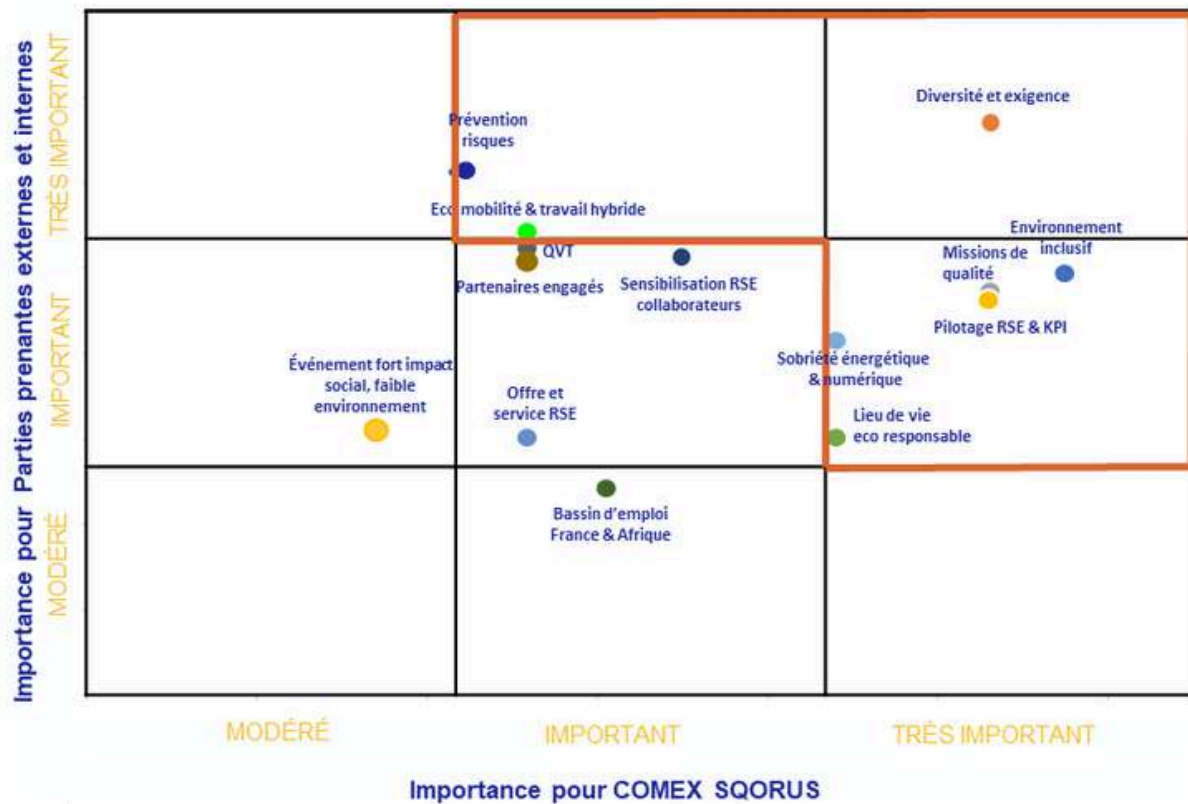 Importance pour Parties prenantes externes et internes
TRÈS IMPORTANT
IMPORTANT
MODÉRÉ
Diversité et exigence
Prévention
risques
Eco mobilité & travail hybride
QVT
Partenaires engagés
Sensibilisation RSE
collaborateurs
Environnement
inclusif
Missions de
qualité
Pilotage RSE & KPI
Sobriété énergétique
& numérique
Événement fort impact
social, faible
environnement
Offre et
service RSE
Lieu de vie
eco responsable
Bassin d'emploi
France & Afrique
MODÉRÉ
IMPORTANT
TRÈS IMPORTANT
Importance pour COMEX SQORUS